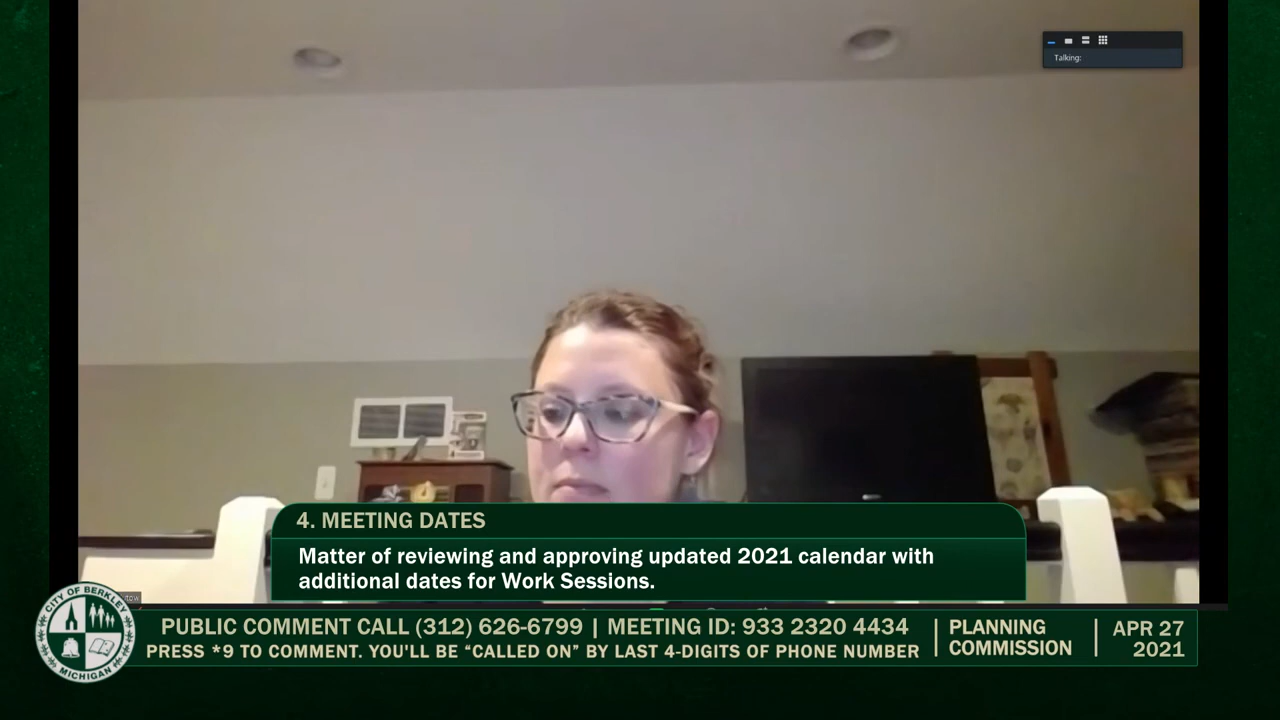 Talking:
4. MEETING DATES
Matter of reviewing and approving updated 2021 calendar with
additional dates for Work Sessions.
CITY OF BERKLEY
MICHIGAN
PUBLIC COMMENT CALL (312) 626-6799 | MEETING ID: 933 2320 4434
PRESS *9 TO COMMENT. YOU'LL BE “CALLED ON” BY LAST 4-DIGITS OF PHONE NUMBER
PLANNING
COMMISSION
APR 27
2021